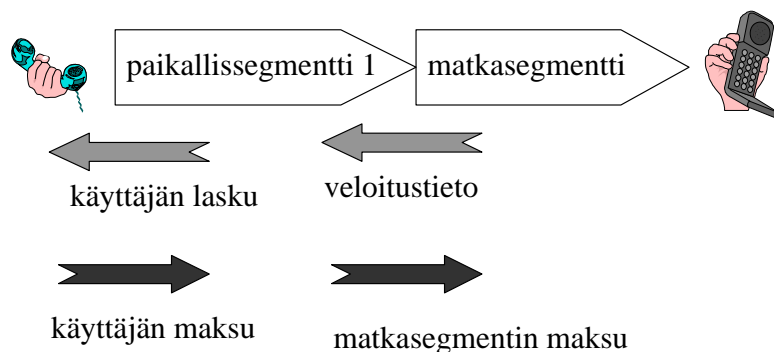 paikallissegmentti 1
matkasegmentti
käyttäjän lasku
veloitustieto
käyttäjän maksu
matkasegmentin maksu